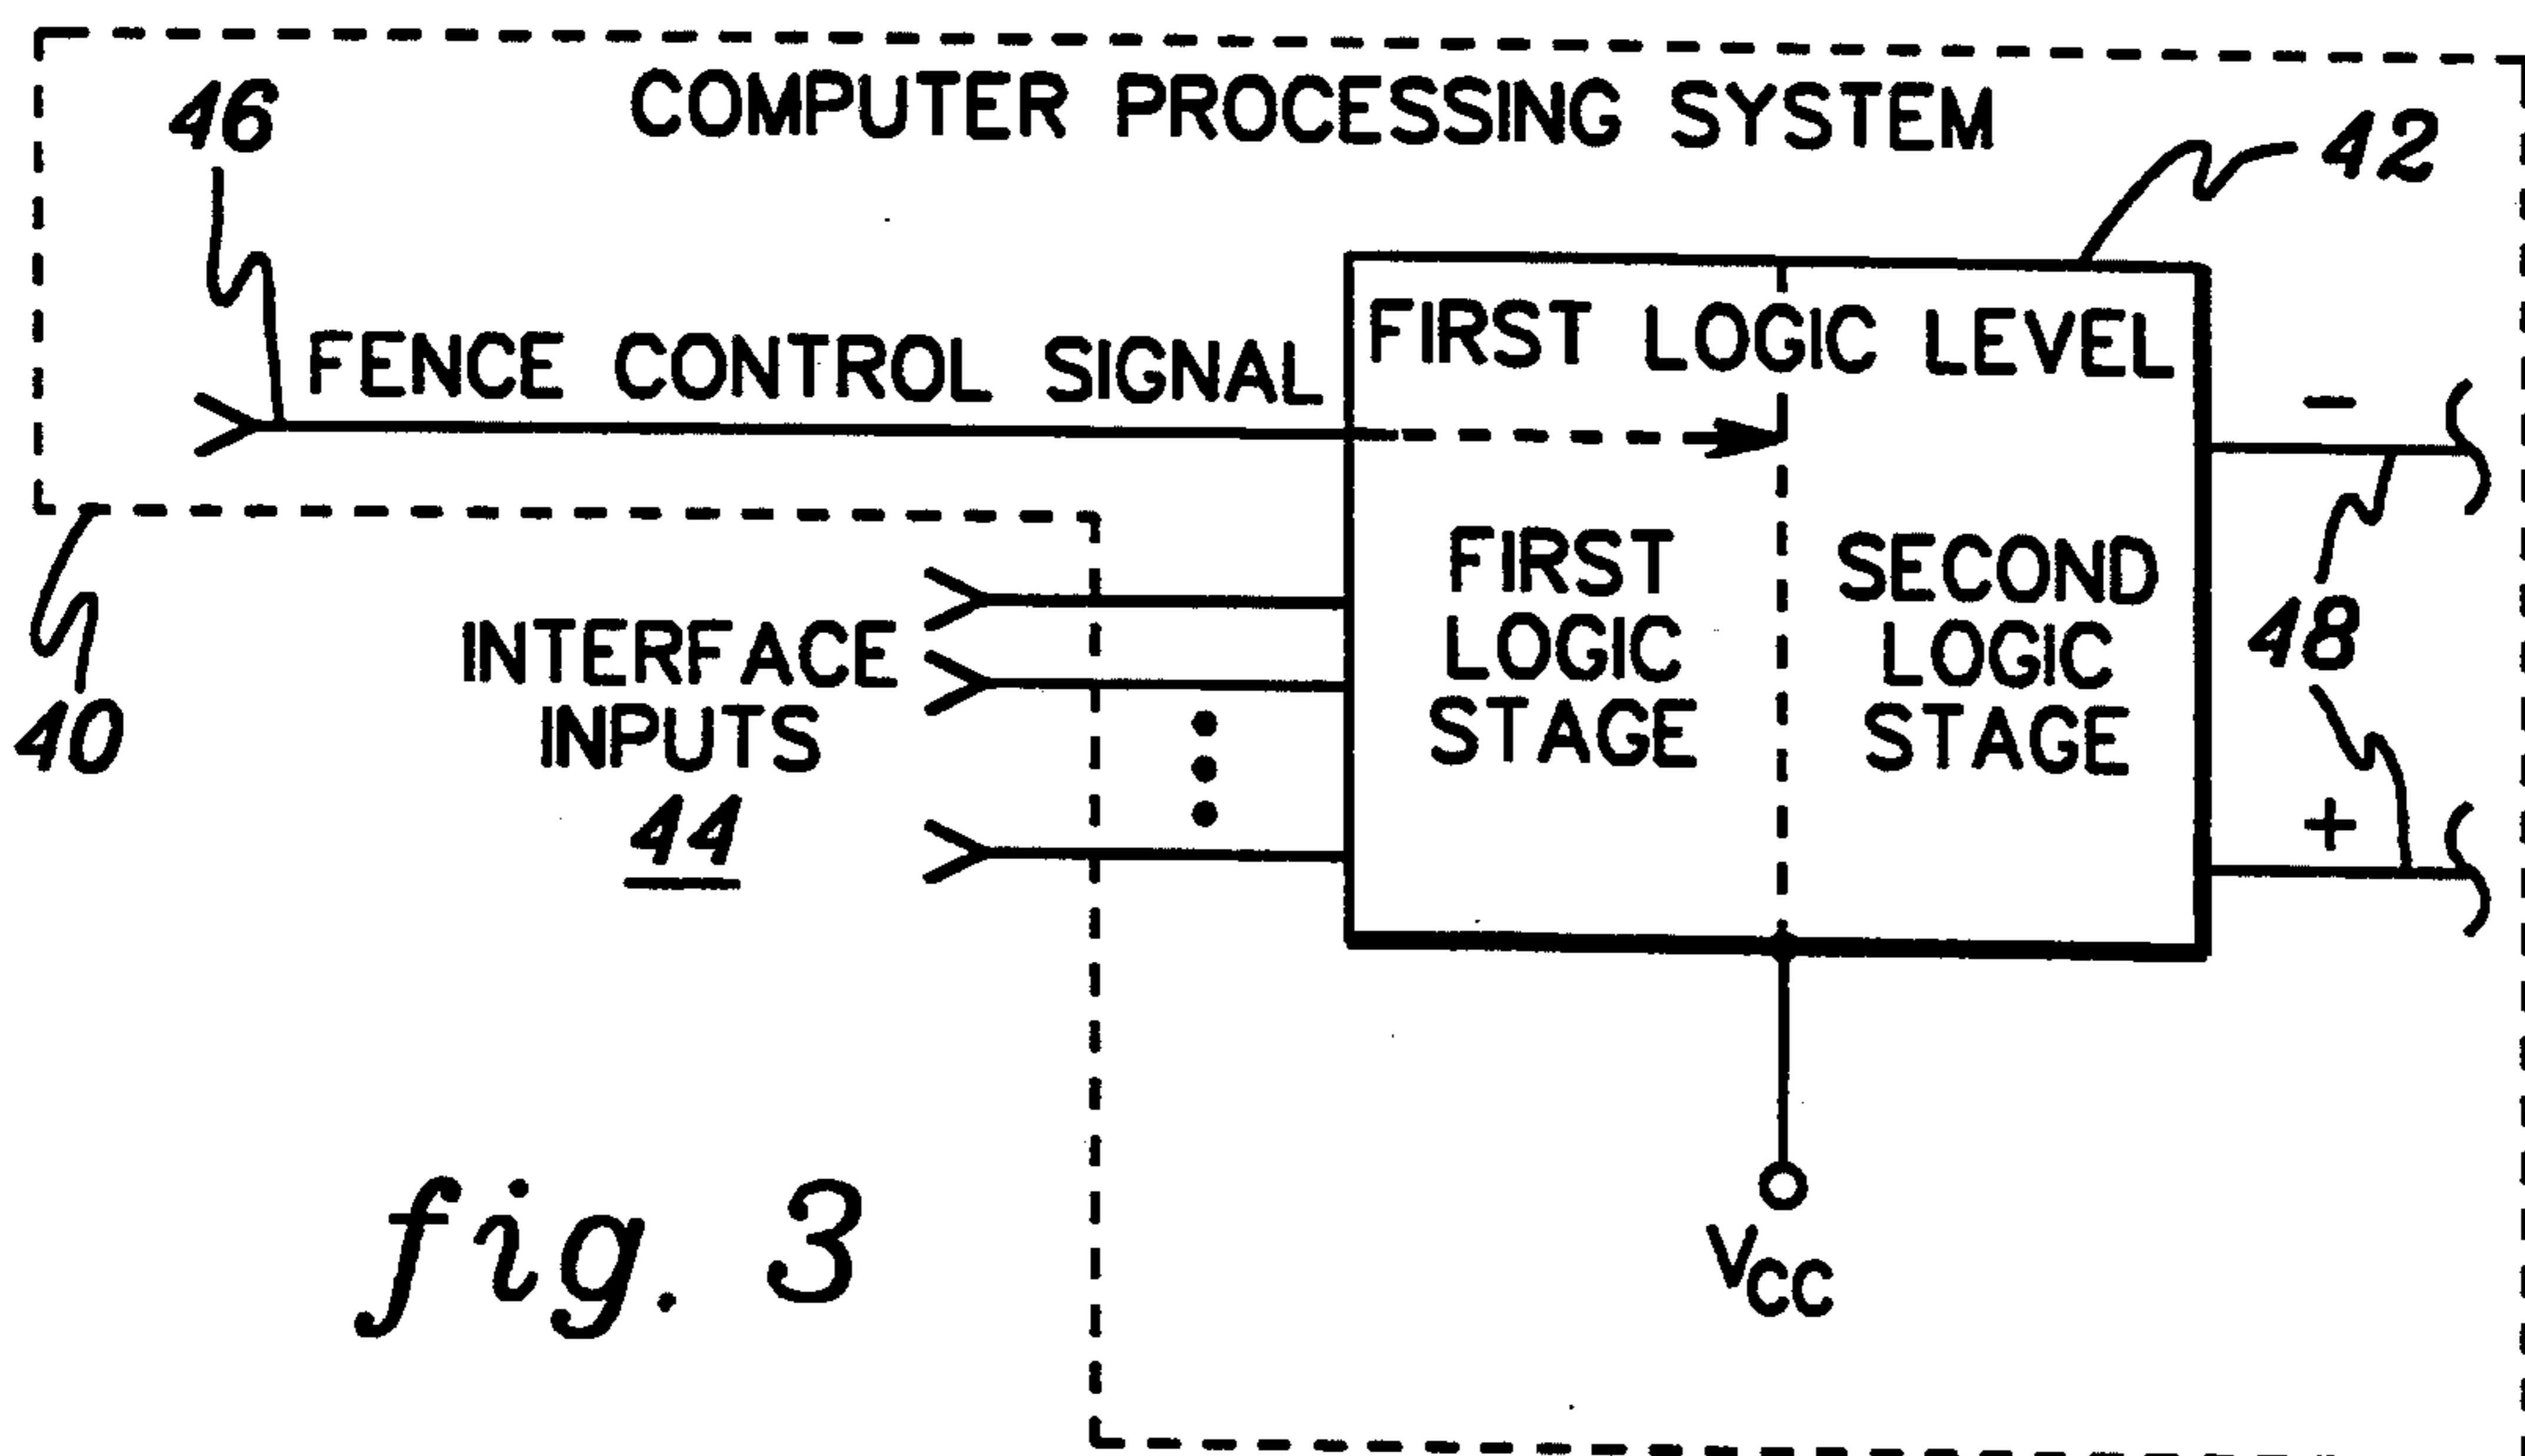 COMPUTER PROCESSING SYSTEM
46
42
FENCE CONTROL SIGNAL
FIRST LOGIC LEVEL
−
FIRST
LOGIC
STAGE
SECOND
LOGIC
STAGE
48
INTERFACE
INPUTS
44
40
+
VCC
fig. 3